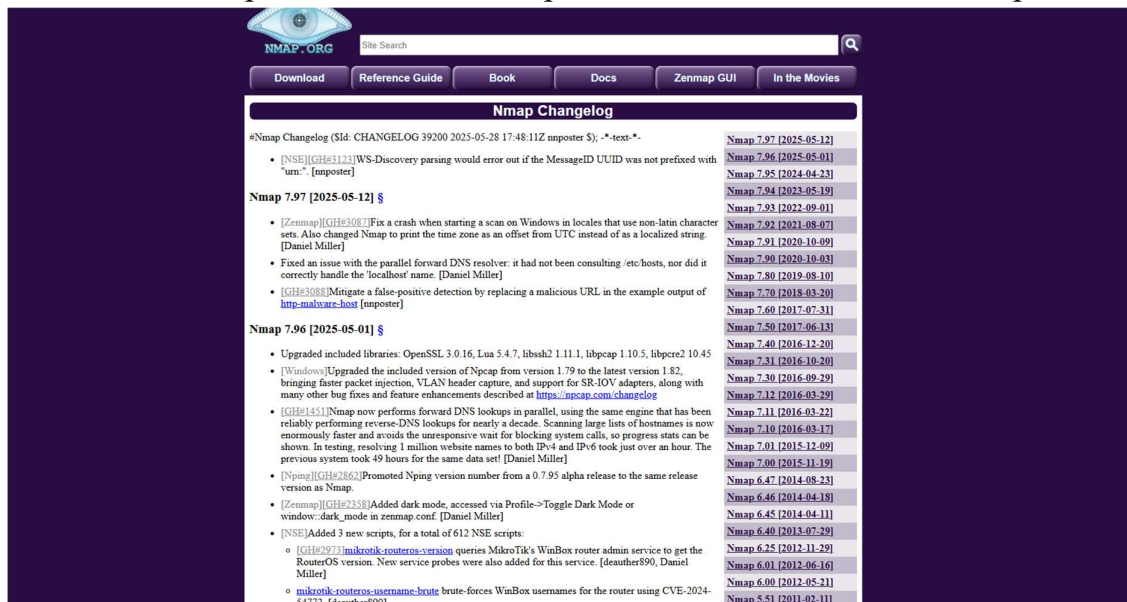 NMAP.ORG
Site Search
Download
Reference Guide
Book
Docs
Zenmap GUI
In the Movies
Nmap Changelog
#Nmap Changelog ($Id: CHANGELOG 39200 2025-05-28 17:48:11Z nnposter $); -*-text-*-
• [NSE][GH#3123]WS-Discovery parsing would error out if the MessageID UUID was not prefixed with
"urn:". [nnposter]
Nmap 7.97 [2025-05-12] §
• [Zenmap][GH#3087]Fix a crash when starting a scan on Windows in locales that use non-latin character
sets. Also changed Nmap to print the time zone as an offset from UTC instead of as a localized string.
[Daniel Miller]
• Fixed an issue with the parallel forward DNS resolver: it had not been consulting /etc/hosts, nor did it
correctly handle the 'localhost' name. [Daniel Miller]
• [GH#3088]Mitigate a false-positive detection by replacing a malicious URL in the example output of
http-malware-host [nnposter]
Nmap 7.96 [2025-05-01] §
• Upgraded included libraries: OpenSSL 3.0.16, Lua 5.4.7, libssh2 1.11.1, libpcap 1.10.5, libpcre2 10.45
• [Windows]Upgraded the included version of Npcap from version 1.79 to the latest version 1.82,
bringing faster packet injection, VLAN header capture, and support for SR-IOV adapters, along with
many other bug fixes and feature enhancements described at https://npcap.com/changelog
• [GH#1451]Nmap now performs forward DNS lookups in parallel, using the same engine that has been
reliably performing reverse-DNS lookups for nearly a decade. Scanning large lists of hostnames is now
enormously faster and avoids the unresponsive wait for blocking system calls, so progress stats can be
shown. In testing, resolving 1 million website names to both IPv4 and IPv6 took just over an hour. The
previous system took 49 hours for the same data set! [Daniel Miller]
• [Nping][GH#2862]Promoted Nping version number from a 0.7.95 alpha release to the same release
version as Nmap.
• [Zenmap][GH#2358]Added dark mode, accessed via Profile->Toggle Dark Mode or
window::dark_mode in zenmap.conf. [Daniel Miller]
• [NSE]Added 3 new scripts, for a total of 612 NSE scripts:
○ [GH#2973]mikrotik-routeros-version queries MikroTik's WinBox router admin service to get the
RouterOS version. New service probes were also added for this service. [deauther890, Daniel
Miller]
○ mikrotik-routeros-username-brute brute-forces WinBox usernames for the router using CVE-2024-
Nmap 7.97 [2025-05-12]
Nmap 7.96 [2025-05-01]
Nmap 7.95 [2024-04-23]
Nmap 7.94 [2023-05-19]
Nmap 7.93 [2022-09-01]
Nmap 7.92 [2021-08-07]
Nmap 7.91 [2020-10-09]
Nmap 7.90 [2020-10-03]
Nmap 7.80 [2019-08-10]
Nmap 7.70 [2018-03-20]
Nmap 7.60 [2017-07-31]
Nmap 7.50 [2017-06-13]
Nmap 7.40 [2016-12-20]
Nmap 7.31 [2016-10-20]
Nmap 7.30 [2016-09-29]
Nmap 7.12 [2016-03-29]
Nmap 7.11 [2016-03-22]
Nmap 7.10 [2016-03-17]
Nmap 7.01 [2015-12-09]
Nmap 7.00 [2015-11-19]
Nmap 6.47 [2014-08-23]
Nmap 6.46 [2014-04-18]
Nmap 6.45 [2014-04-11]
Nmap 6.40 [2013-07-29]
Nmap 6.25 [2012-11-29]
Nmap 6.01 [2012-06-16]
Nmap 6.00 [2012-05-21]
Nmap 5.51 [2011-02-11]